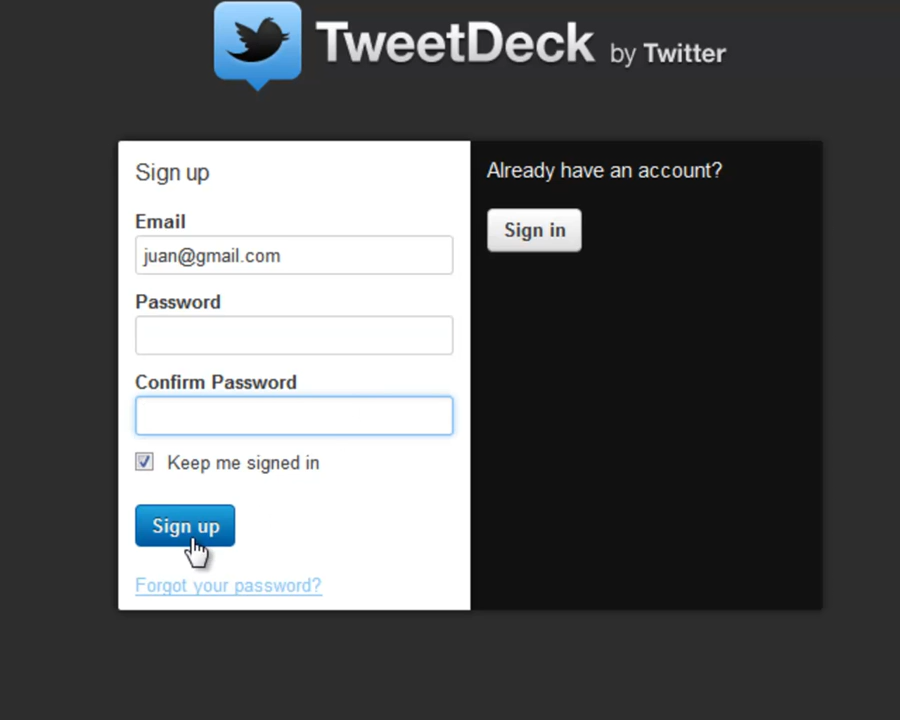 TweetDeck by Twitter
Sign up
Email
juan@gmail.com
Password
Confirm Password
Keep me signed in
Sign up
Forgot your password?
Already have an account?
Sign in